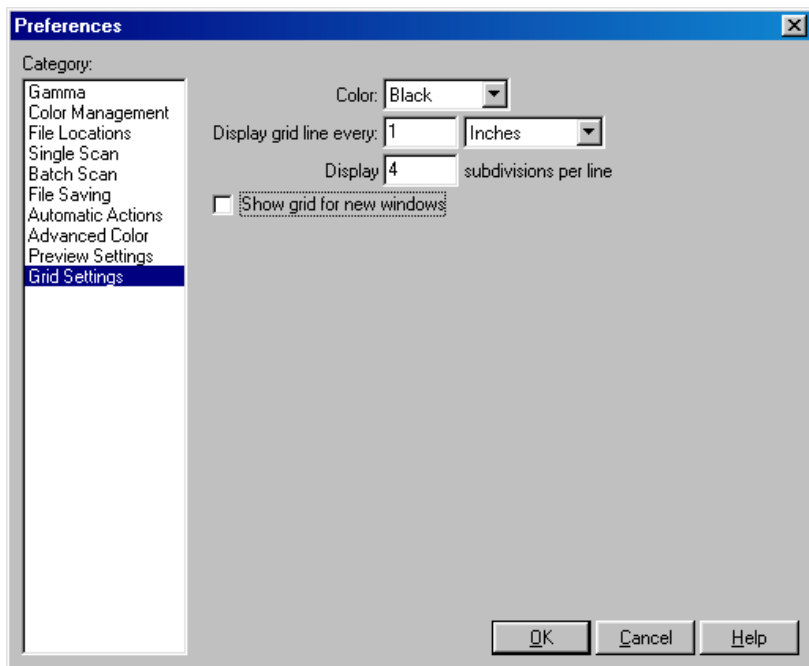 Preferences
Category:
Gamma
Color Management
File Locations
Single Scan
Batch Scan
File Saving
Automatic Actions
Advanced Color
Preview Settings
Grid Settings
Color: Black
Display grid line every: 1 Inches
Display 4 subdivisions per line
Show grid for new windows
OK Cancel Help